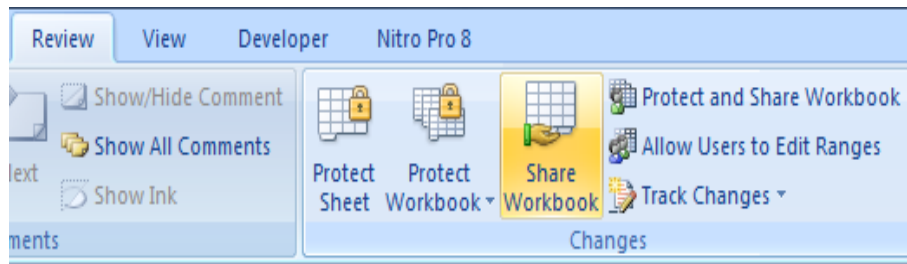 Review View Developer Nitro Pro 8
Show/Hide Comment
Show All Comments
Show Ink
Protect Sheet
Protect Workbook
Share Workbook
Protect and Share Workbook
Allow Users to Edit Ranges
Track Changes
Changes